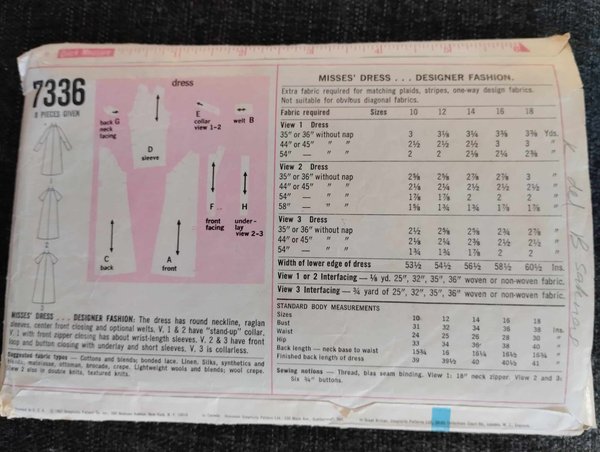 7336
8 PIECES GIVEN
dress
back G
neck
facing
E
collar
view 1-2
welt B
D
sleeve
F
front
facing
H
under-
lay
view 2-3
C
back
A
front
2
MISSES' DRESS . . . DESIGNER FASHION: The dress has round neckline, raglan
sleeves, center front closing and optional welts. V. 1 & 2 have "stand-up" collar.
V. 1 with front zipper closing has about wrist-length sleeves. V. 2 & 3 have front
loop and button closing with underlay and short sleeves. V. 3 is collarless.
Suggested fabric types — Cottons and blends; bonded lace, Linen, Silks, synthetics and
blends, matelasse, ottoman, brocade, crepe. Lightweight wools and blends; wool crepe.
View 2 also in double knits, textured knits.
MISSES' DRESS . . . DESIGNER FASHION.
Extra fabric required for matching plaids, stripes, one-way design fabrics.
Not suitable for obvious diagonal fabrics.
Fabric required Sizes 10 12 14 16 18
View 1 Dress
35" or 36" without nap 3 3⅛ 3¼ 3⅜ 3⅜ Yds.
44" or 45" " " 2½ 2½ 2½ 3 3 "
54" — " " 2 2 2⅛ 2¼ 2⅜ "
View 2 Dress
35" or 36" without nap 2⅝ 2⅝ 2⅞ 2⅞ 3 "
44" or 45" " " 2⅛ 2¼ 2¼ 2½ 2½ "
54" — " " 1⅞ 1⅞ 2 2 2 "
58" — " " 1⅝ 1¾ 1¾ 1⅞ 1⅞ "
View 3 Dress
35" or 36" without nap 2½ 2⅝ 2⅝ 2¾ 2⅞ "
44" or 45" " " 2⅛ 2⅛ 2¼ 2½ 2½ "
54" — " " 1¾ 1¾ 1⅞ 2 2 "
Width of lower edge of dress 53½ 54½ 56½ 58½ 60½ Ins.
View 1 or 2 Interfacing — ⅛ yd. 25", 32", 35", 36" woven or non-woven fabric.
View 3 Interfacing — ¾ yard of 25", 32", 35", 36" woven or non-woven fabric.
STANDARD BODY MEASUREMENTS
Sizes 10 12 14 16 18
Bust 31 32 34 36 38 Ins.
Waist 24 25 26 28 30 "
Hip 33 34 36 38 40 "
Back length — neck base to waist 15¾ 16 16¼ 16½ 16¾ "
Finished back length of dress 39 39½ 40 40½ 41 "
Sewing notions — Thread, bias seam binding. View 1: 18" neck zipper. View 2 and 3:
Six ¾" buttons.